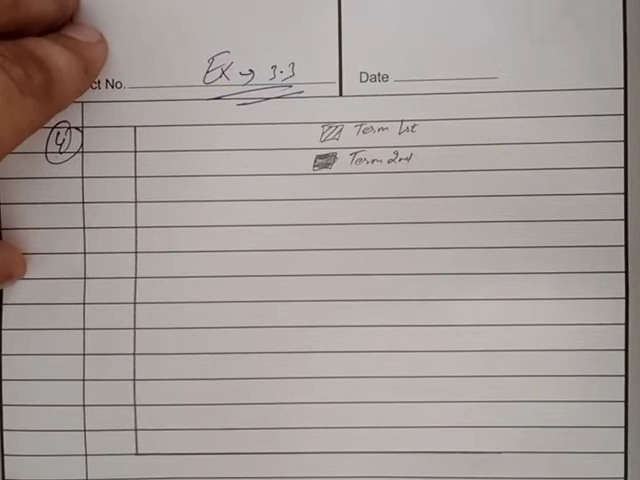 ct No. Ex → 3.3 Date
4)
Term 1st
Term 2nd